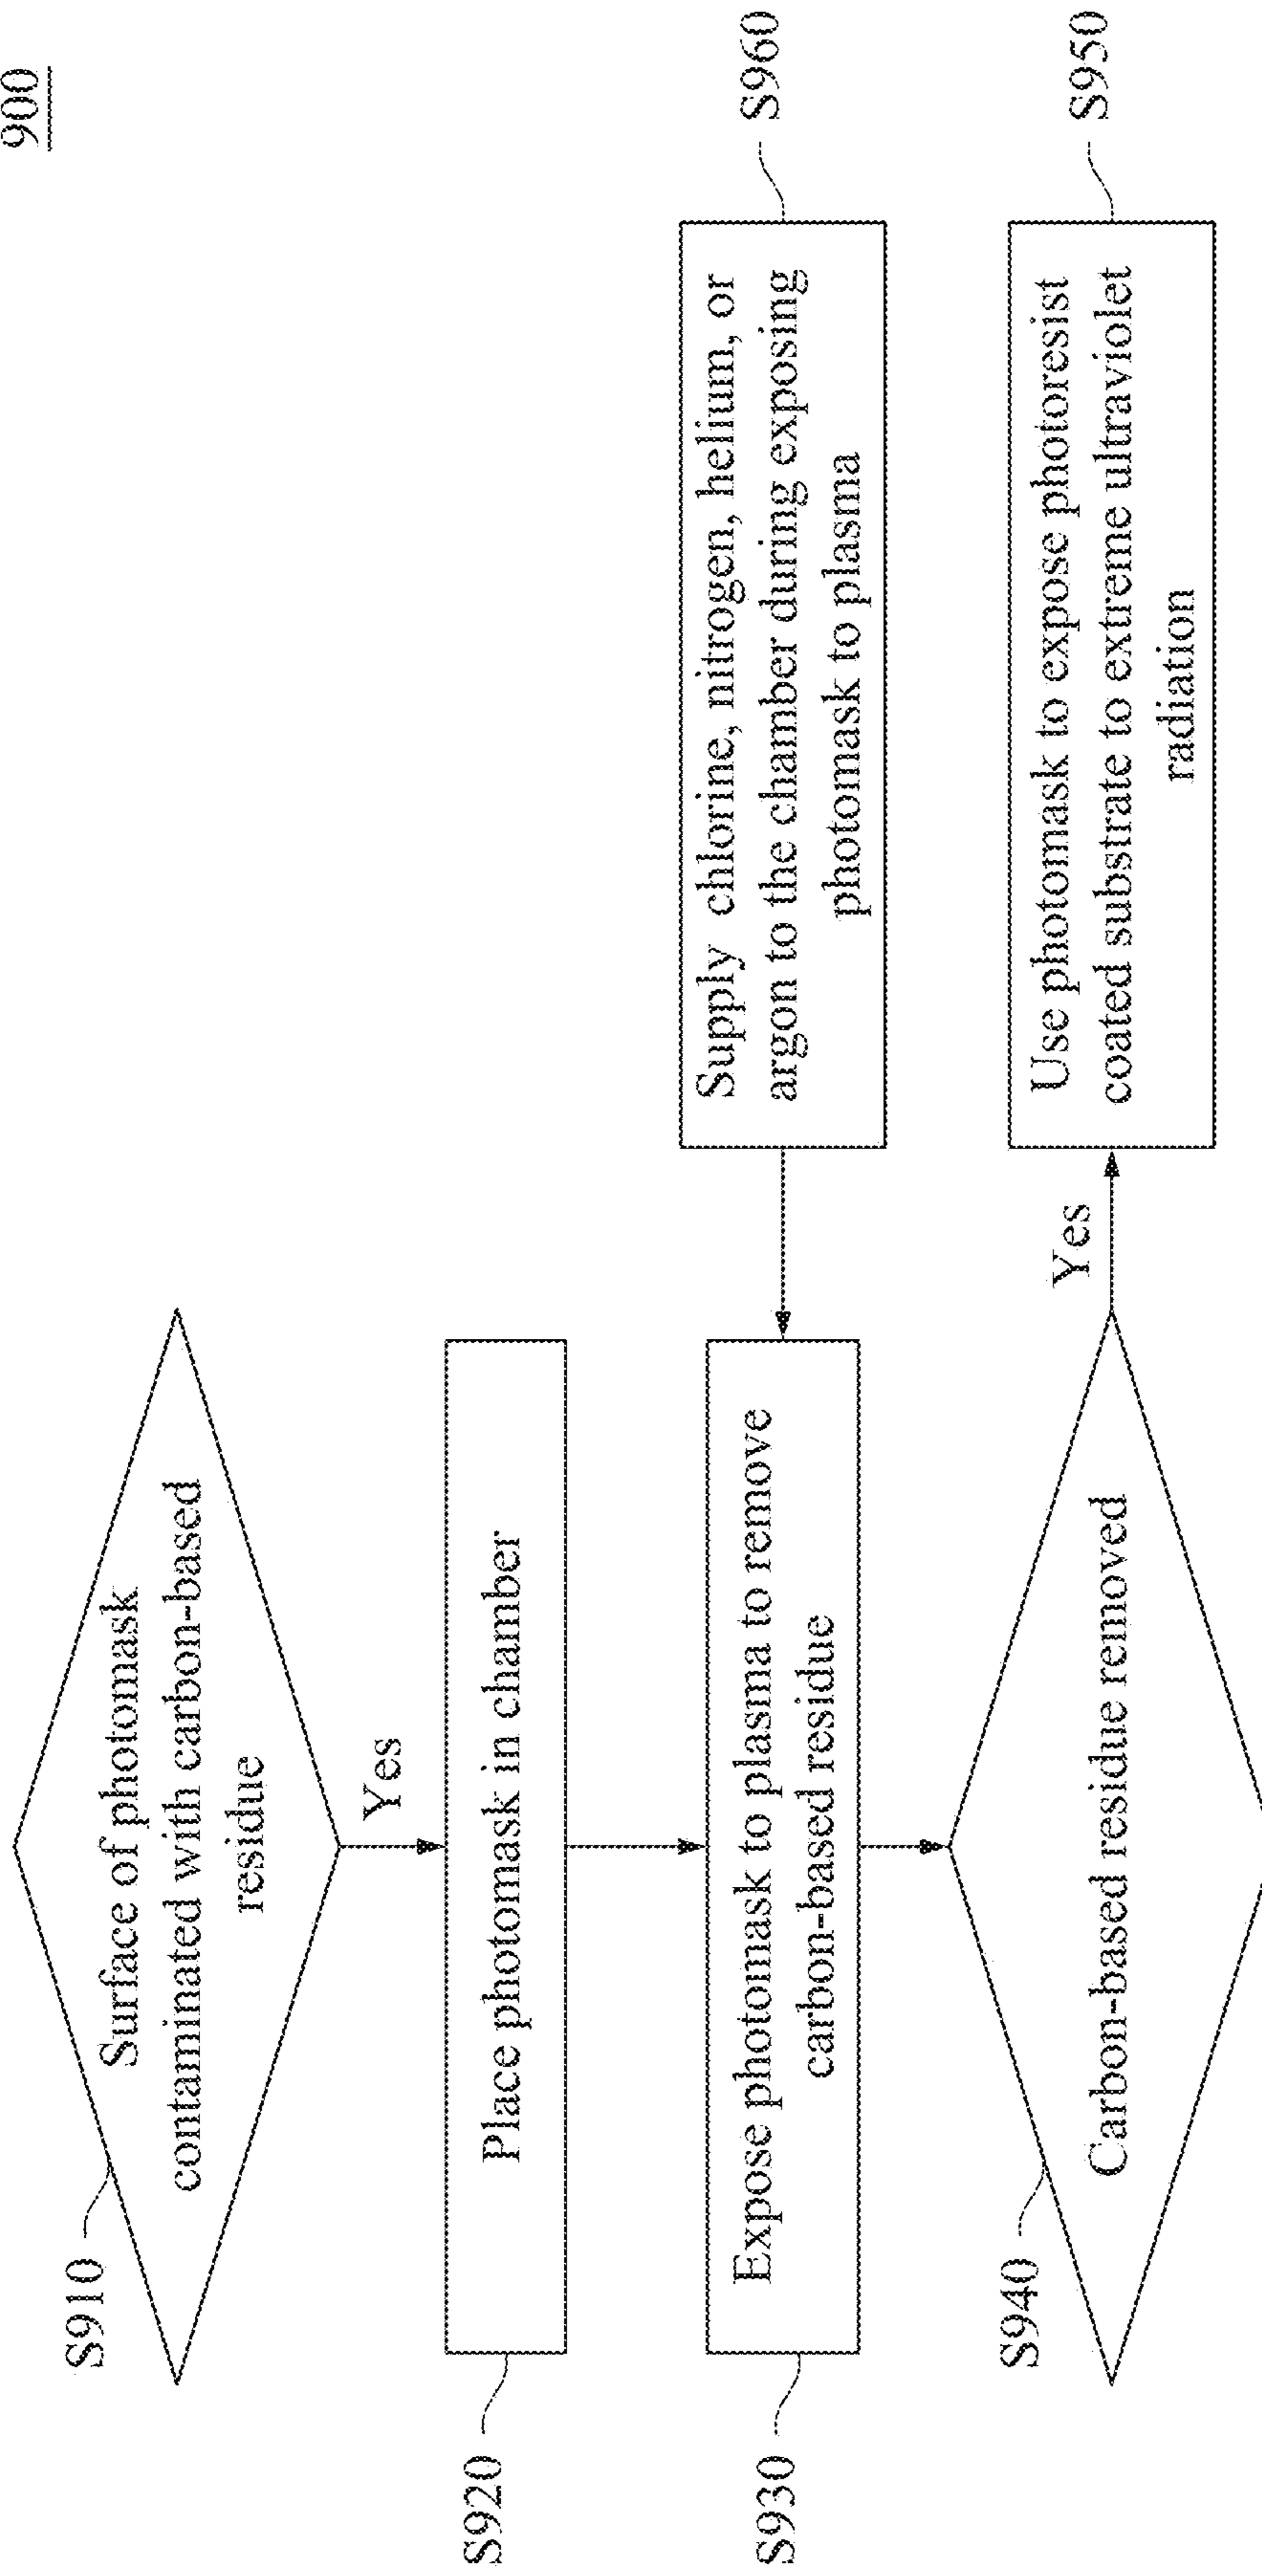 900
S910
Surface of photomask
contaminated with carbon-based
residue
Yes
S920
Place photomask in chamber
S930
Expose photomask to plasma to remove
carbon-based residue
S960
Supply chlorine, nitrogen, helium, or
argon to the chamber during exposing
photomask to plasma
S940
Carbon-based residue removed
Yes
S950
Use photomask to expose photoresist
coated substrate to extreme ultraviolet
radiation